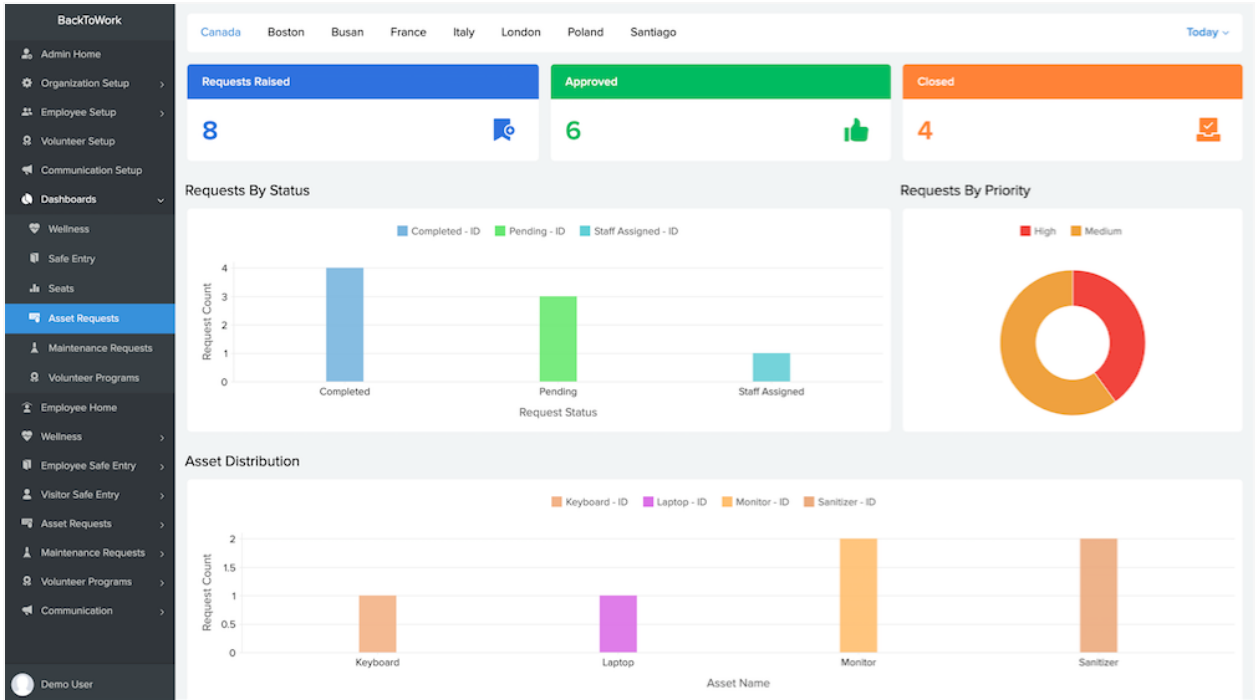 BackToWork
Admin Home
Organization Setup
Employee Setup
Volunteer Setup
Communication Setup
Dashboards
Wellness
Safe Entry
Seats
Asset Requests
Maintenance Requests
Volunteer Programs
Employee Home
Wellness
Employee Safe Entry
Visitor Safe Entry
Asset Requests
Maintenance Requests
Volunteer Programs
Communication
Demo User
Canada Boston Busan France Italy London Poland Santiago Today
Requests Raised
8
Approved
6
Closed
4
Requests By Status
Completed - ID Pending - ID Staff Assigned - ID
Request Count
4
3
2
1
0
Completed Pending Staff Assigned
Request Status
Requests By Priority
High Medium
Asset Distribution
Keyboard - ID Laptop - ID Monitor - ID Sanitizer - ID
Request Count
2
1.5
1
0.5
0
Keyboard Laptop Monitor Sanitizer
Asset Name